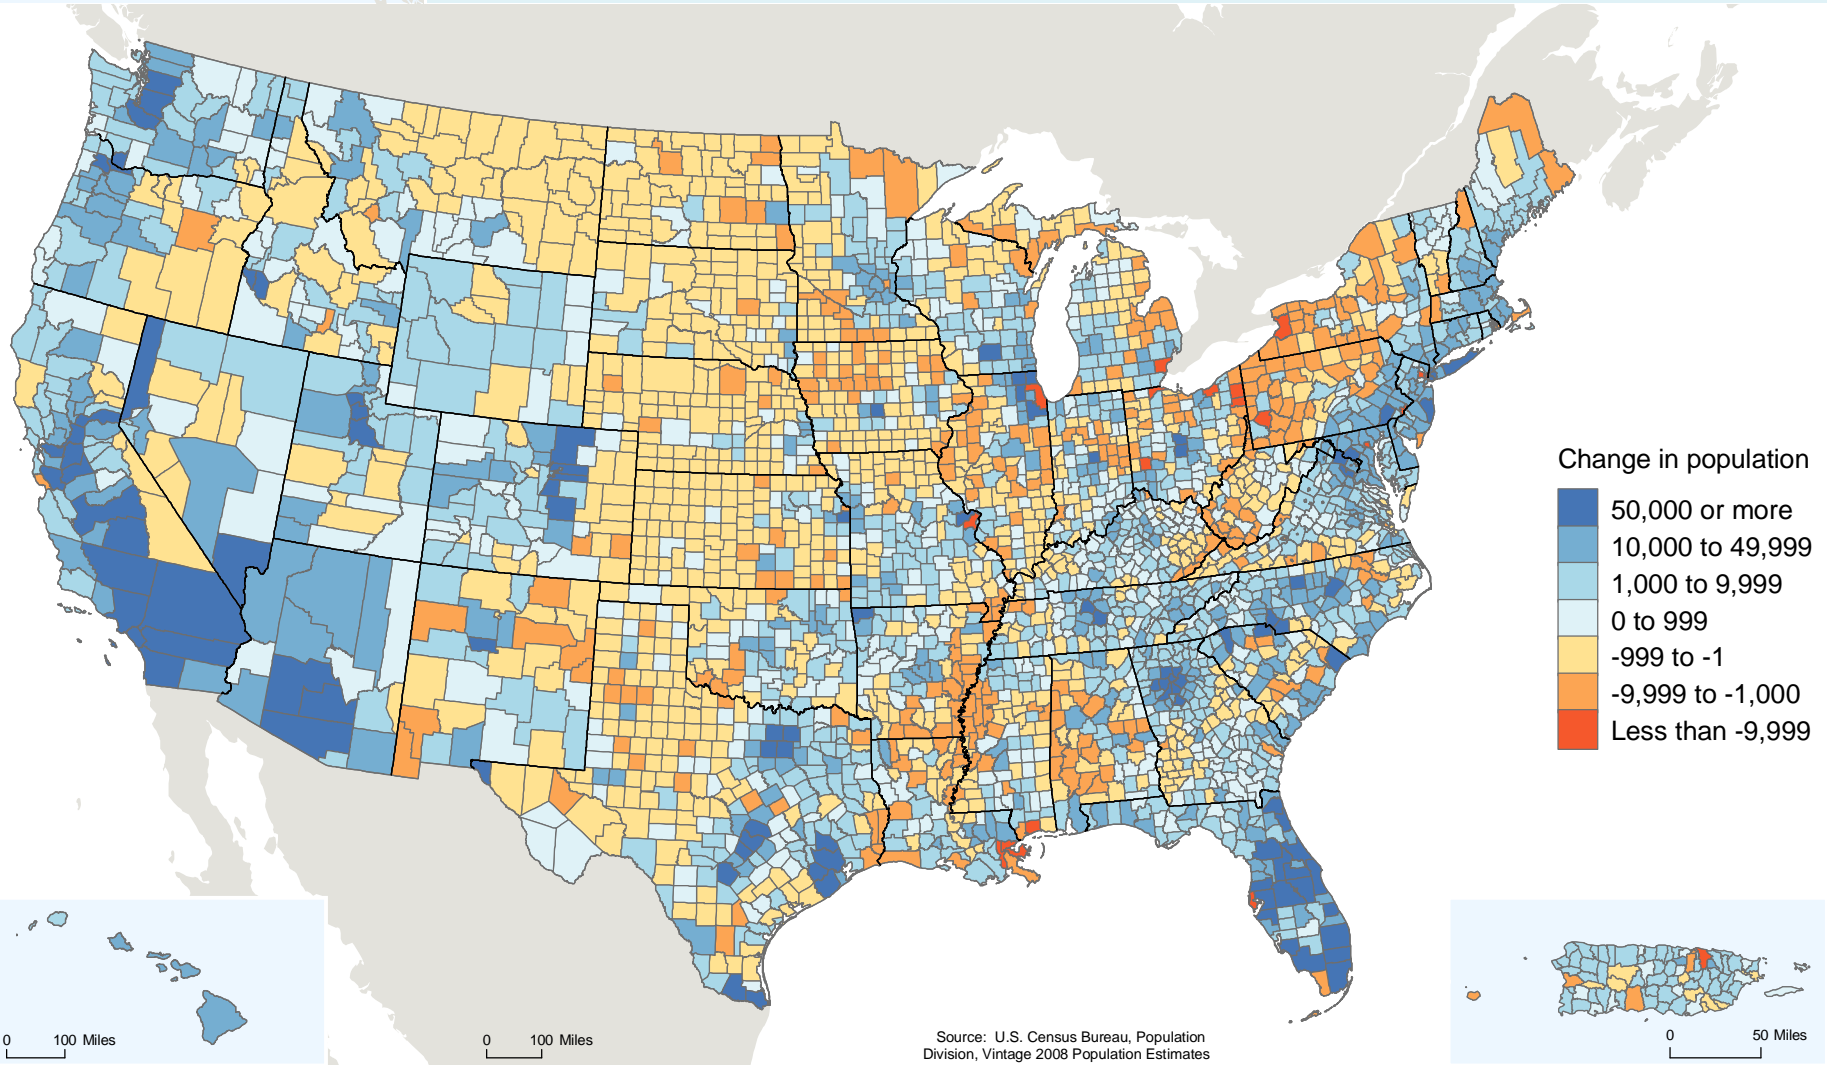 Change in population
50,000 or more
10,000 to 49,999
1,000 to 9,999
0 to 999
-999 to -1
-9,999 to -1,000
Less than -9,999
0 100 Miles
0 100 Miles
Source: U.S. Census Bureau, Population
Division, Vintage 2008 Population Estimates
0 50 Miles